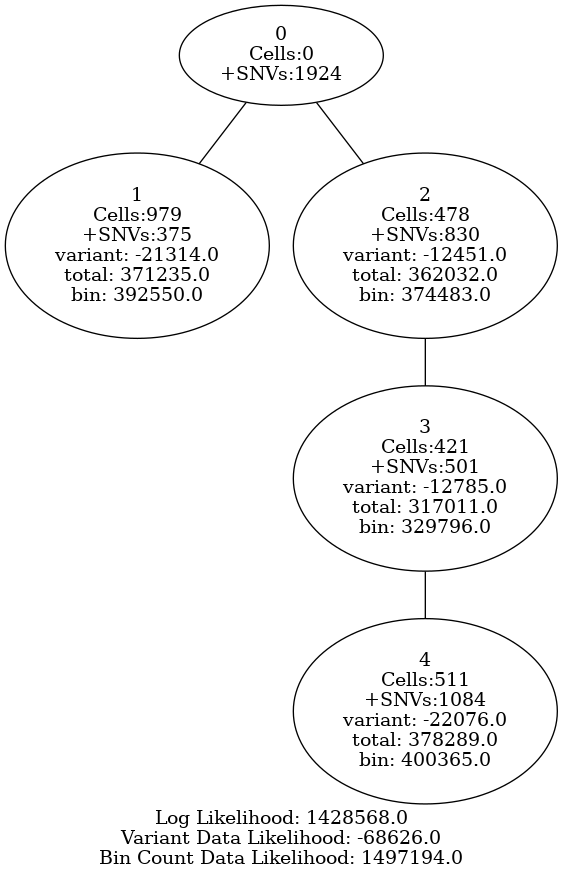 0
Cells:0
+SNVs:1924
1
Cells:979
+SNVs:375
variant: -21314.0
total: 371235.0
bin: 392550.0
2
Cells:478
+SNVs:830
variant: -12451.0
total: 362032.0
bin: 374483.0
3
Cells:421
+SNVs:501
variant: -12785.0
total: 317011.0
bin: 329796.0
4
Cells:511
+SNVs:1084
variant: -22076.0
total: 378289.0
bin: 400365.0
Log Likelihood: 1428568.0
Variant Data Likelihood: -68626.0
Bin Count Data Likelihood: 1497194.0